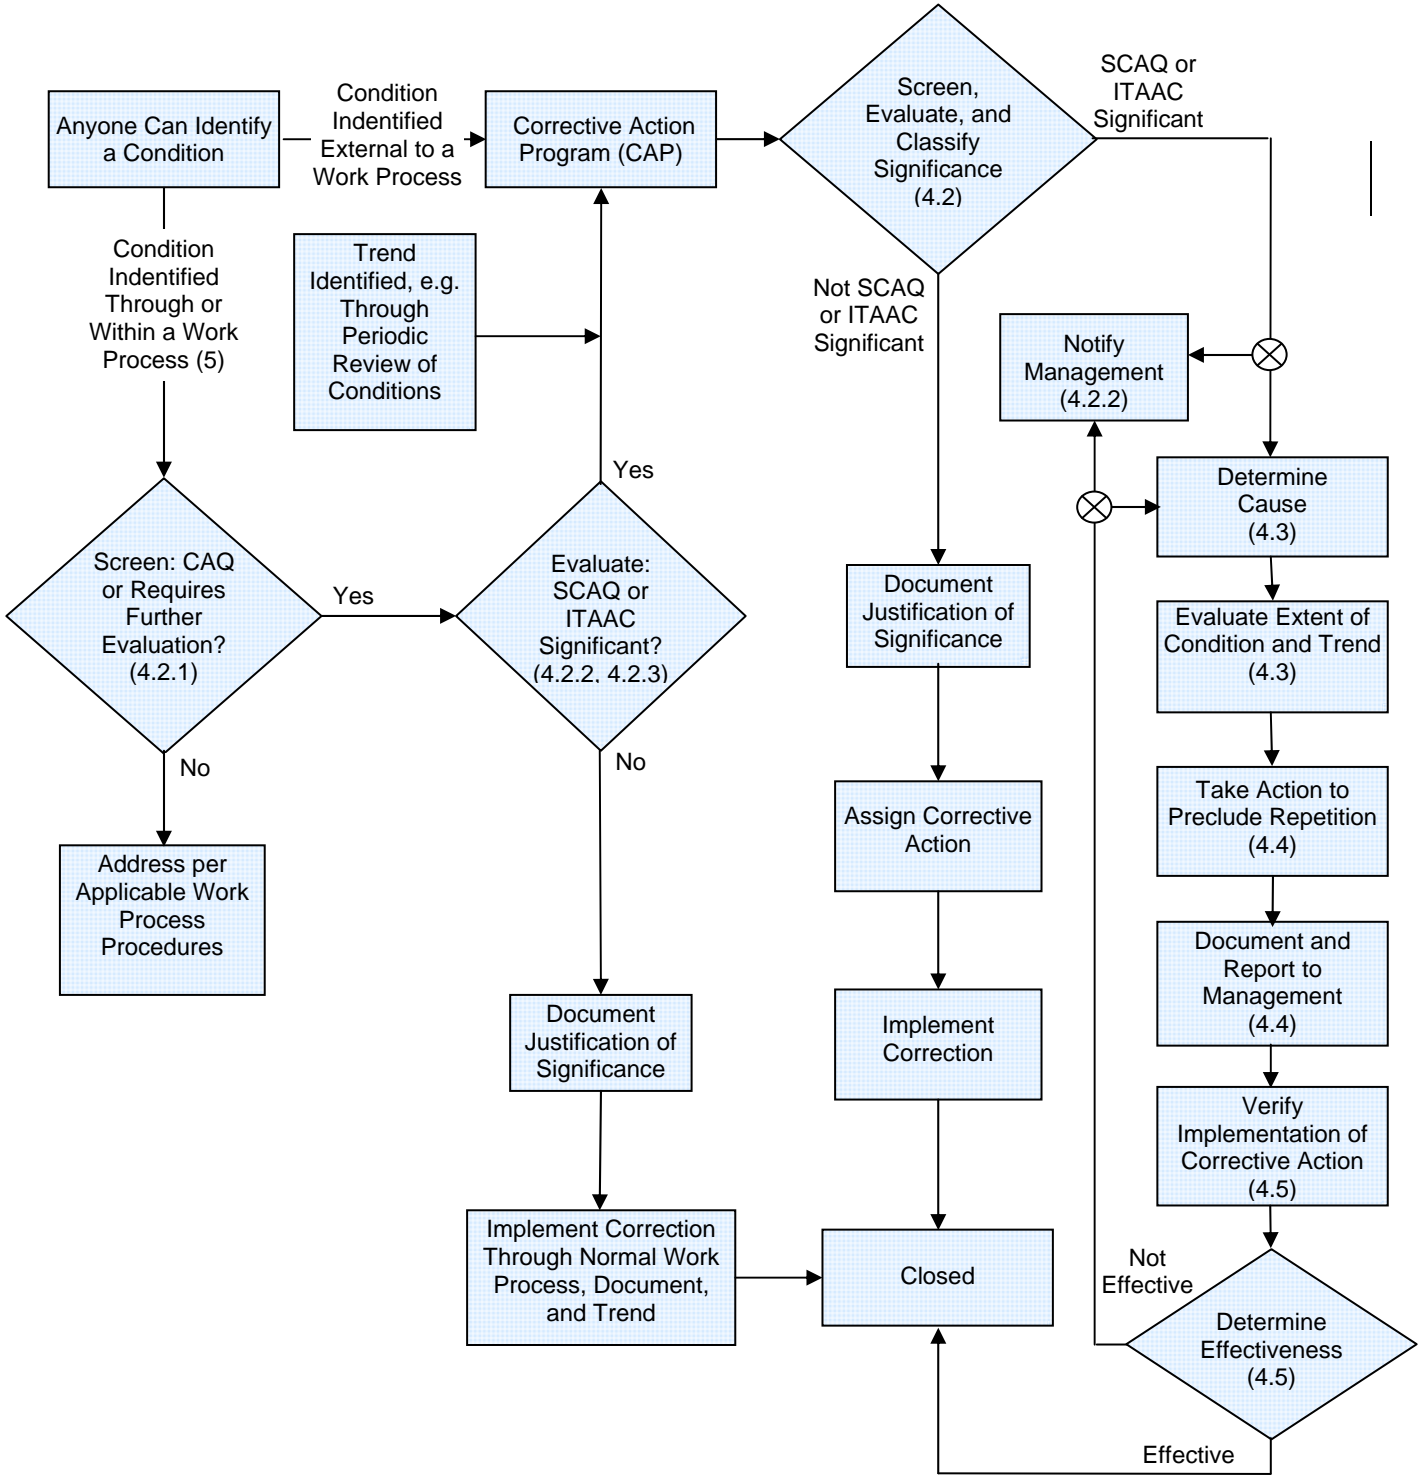 Anyone Can Identify
a Condition
Condition
Indentified
External to a
Work Process
Corrective Action
Program (CAP)
Screen,
Evaluate, and
Classify
Significance
(4.2)
SCAQ or
ITAAC
Significant
Condition
Indentified
Through or
Within a Work
Process (5)
Trend
Identified, e.g.
Through
Periodic
Review of
Conditions
Not SCAQ
or ITAAC
Significant
Notify
Management
(4.2.2)
Determine
Cause
(4.3)
Yes
Screen: CAQ
or Requires
Further
Evaluation?
(4.2.1)
Yes
Evaluate:
SCAQ or
ITAAC
Significant?
(4.2.2, 4.2.3)
Document
Justification of
Significance
Evaluate Extent of
Condition and Trend
(4.3)
No
No
Take Action to
Preclude Repetition
(4.4)
Assign Corrective
Action
Address per
Applicable Work
Process
Procedures
Document and
Report to
Management
(4.4)
Document
Justification of
Significance
Implement
Correction
Verify
Implementation of
Corrective Action
(4.5)
Implement Correction
Through Normal Work
Process, Document,
and Trend
Closed
Not
Effective
Determine
Effectiveness
(4.5)
Effective